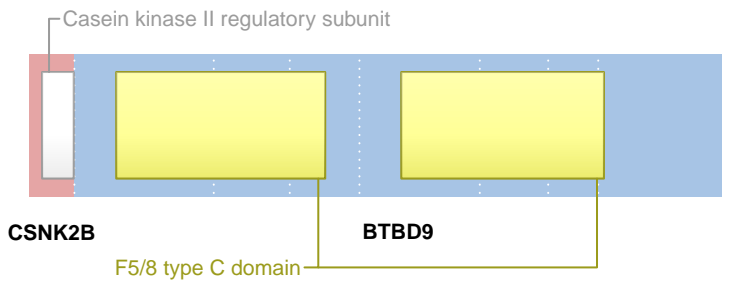 Casein kinase II regulatory subunit
CSNK2B
BTBD9
F5/8 type C domain